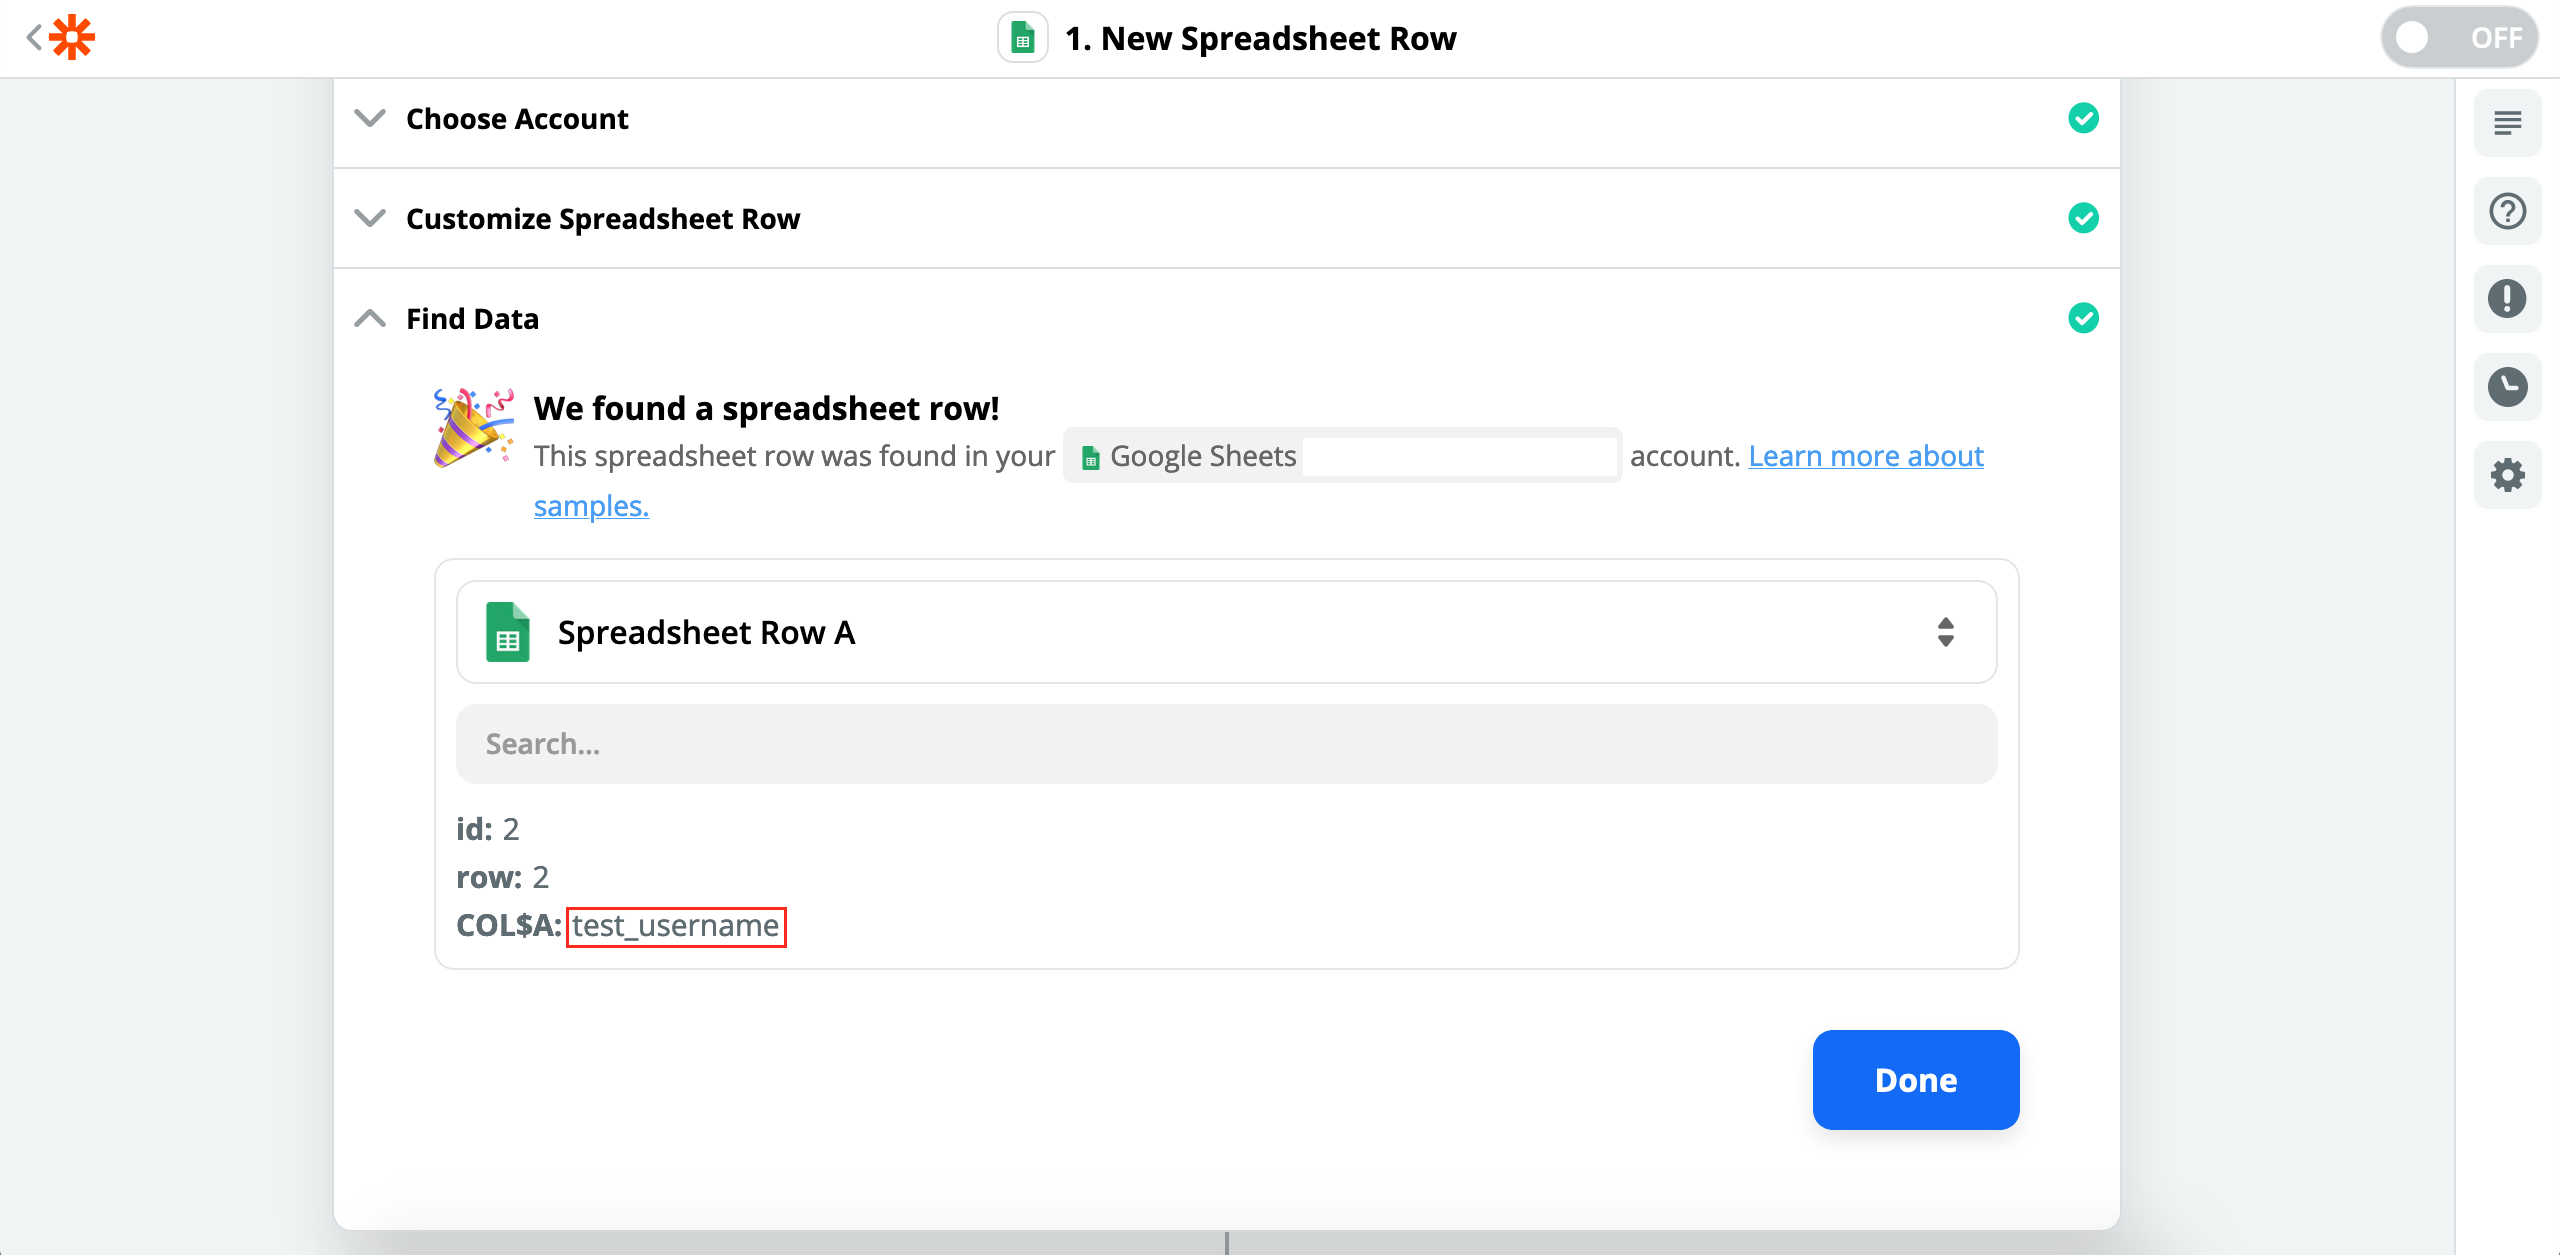 1. New Spreadsheet Row
OFF
Choose Account
Customize Spreadsheet Row
Find Data
We found a spreadsheet row!
This spreadsheet row was found in your Google Sheets account. Learn more about
samples.
Spreadsheet Row A
Search...
id: 2
row: 2
COL$A: test_username
Done